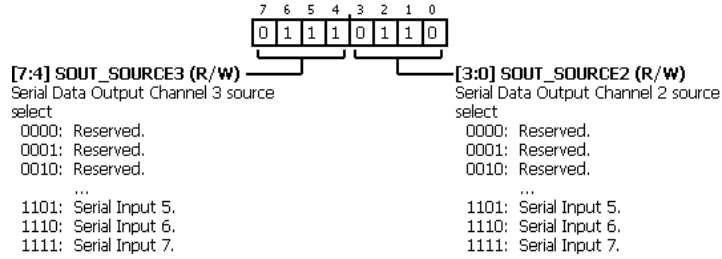 7 6 5 4 3 2 1 0
0 1 1 1 0 1 1 0
[7:4] SOUT_SOURCE3 (R/W)
Serial Data Output Channel 3 source
select
0000: Reserved.
0001: Reserved.
0010: Reserved.
...
1101: Serial Input 5.
1110: Serial Input 6.
1111: Serial Input 7.
[3:0] SOUT_SOURCE2 (R/W)
Serial Data Output Channel 2 source
select
0000: Reserved.
0001: Reserved.
0010: Reserved.
...
1101: Serial Input 5.
1110: Serial Input 6.
1111: Serial Input 7.